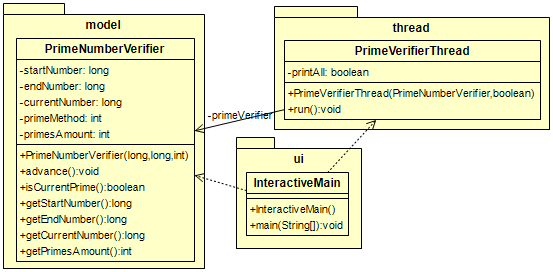 model
PrimeNumberVerifier
-startNumber: long
-endNumber: long
-currentNumber: long
-primeMethod: int
-primesAmount: int
+PrimeNumberVerifier(long,long,int)
+advance():void
+isCurrentPrime():boolean
+getStartNumber():long
+getEndNumber():long
+getCurrentNumber():long
+getPrimesAmount():int
-primeVerifier
thread
PrimeVerifierThread
-printAll: boolean
+PrimeVerifierThread(PrimeNumberVerifier,boolean)
+run():void
ui
InteractiveMain
+InteractiveMain()
+main(String[]):void